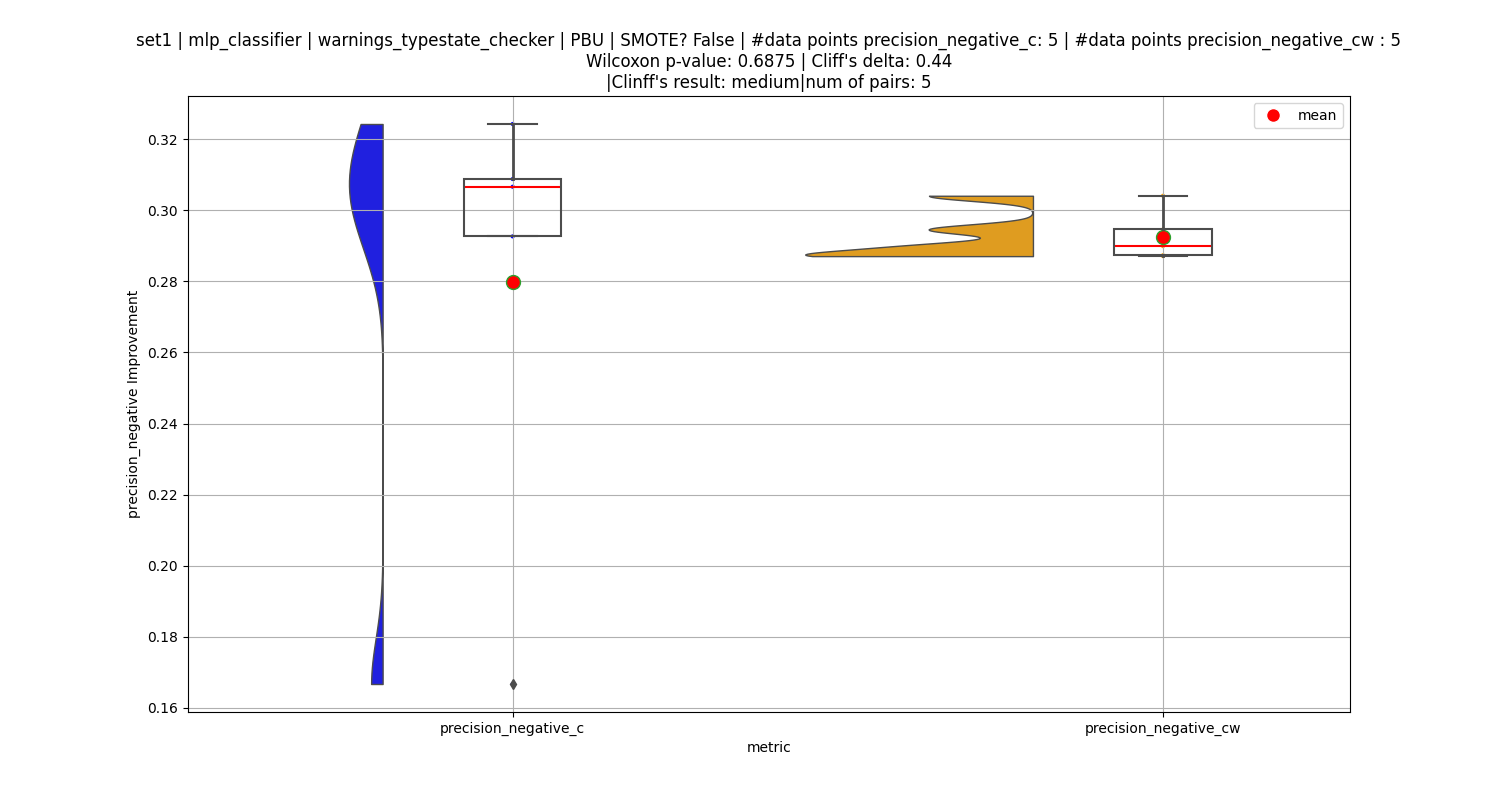 set1 | mlp_classifier | warnings_typestate_checker | PBU | SMOTE? False | #data points precision_negative_c: 5 | #data points precision_negative_cw : 5
Wilcoxon p-value: 0.6875 | Cliff's delta: 0.44
|Clinff's result: medium|num of pairs: 5
mean
0.32
0.30
0.28
0.26
0.24
0.22
0.20
0.18
0.16
precision_negative Improvement
precision_negative_c
precision_negative_cw
metric